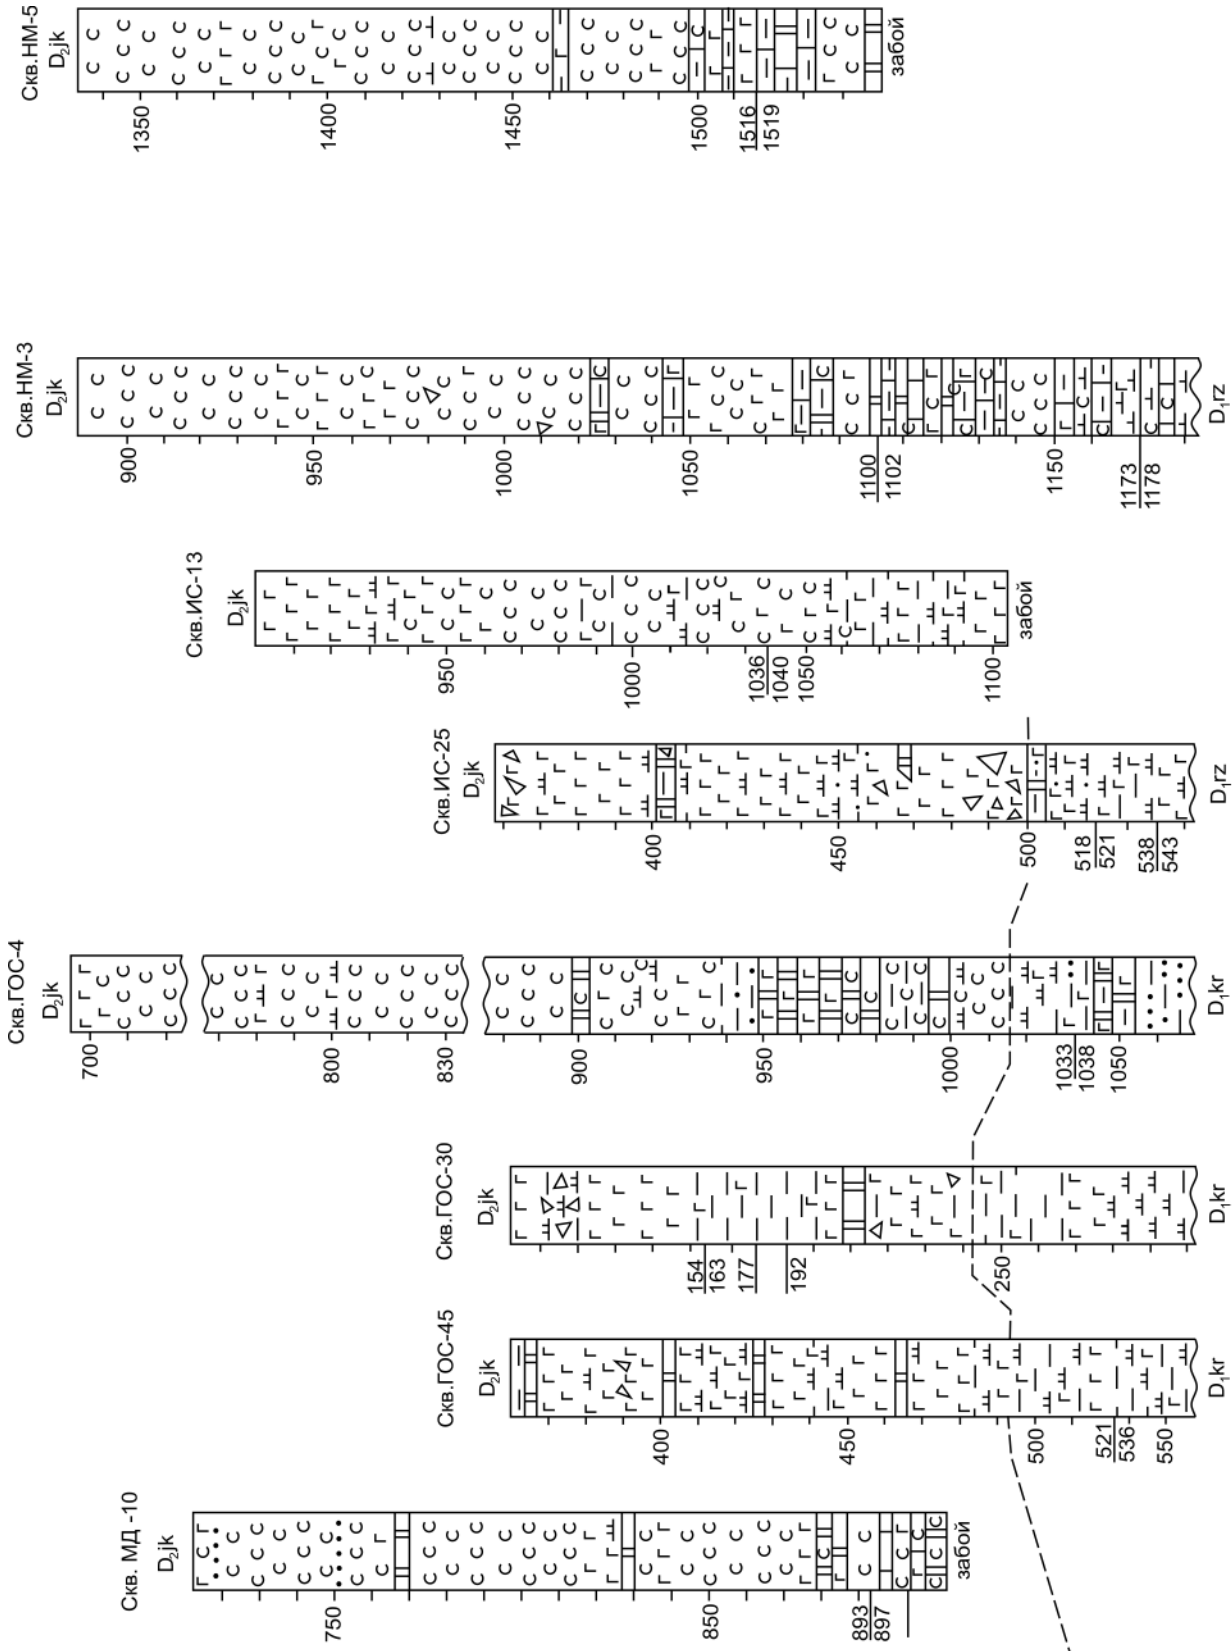 Скв. МД -10
D₂jk
750
850
893
897
забой
Скв.ГОС-45
D₂jk
400
450
500
521
536
550
D₁kr
Скв.ГОС-30
D₂jk
154
163
177
192
250
D₁kr
Скв.ГОС-4
D₂jk
700
800
830
900
950
1000
1033
1038
1050
D₁kr
Скв.ИС-25
D₂jk
400
450
500
518
521
538
543
D₁rz
Скв.ИС-13
D₂jk
950
1000
1036
1040
1050
1100
забой
Скв.НМ-3
D₂jk
900
950
1000
1050
1100
1102
1150
1173
1178
D₁rz
Скв.НМ-5
D₂jk
1350
1400
1450
1500
1516
1519
забой